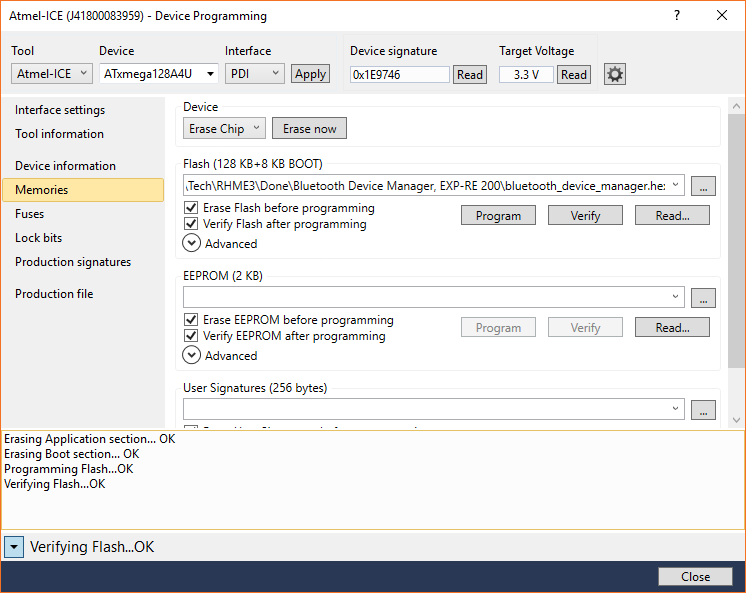 Atmel-ICE (J41800083959) - Device Programming
Tool
Device
Interface
Device signature
Target Voltage
Atmel-ICE
ATxmega128A4U
PDI
Apply
0x1E9746
Read
3.3 V
Read
Interface settings
Tool information
Device information
Memories
Fuses
Lock bits
Production signatures
Production file
Device
Erase Chip
Erase now
Flash (128 KB+8 KB BOOT)
\Tech\RHME3\Done\Bluetooth Device Manager, EXP-RE 200\bluetooth_device_manager.hex
...
Erase Flash before programming
Verify Flash after programming
Advanced
Program
Verify
Read...
EEPROM (2 KB)
...
Erase EEPROM before programming
Verify EEPROM after programming
Advanced
Program
Verify
Read...
User Signatures (256 bytes)
...
Erasing Application section... OK
Erasing Boot section... OK
Programming Flash...OK
Verifying Flash...OK
Verifying Flash...OK
Close